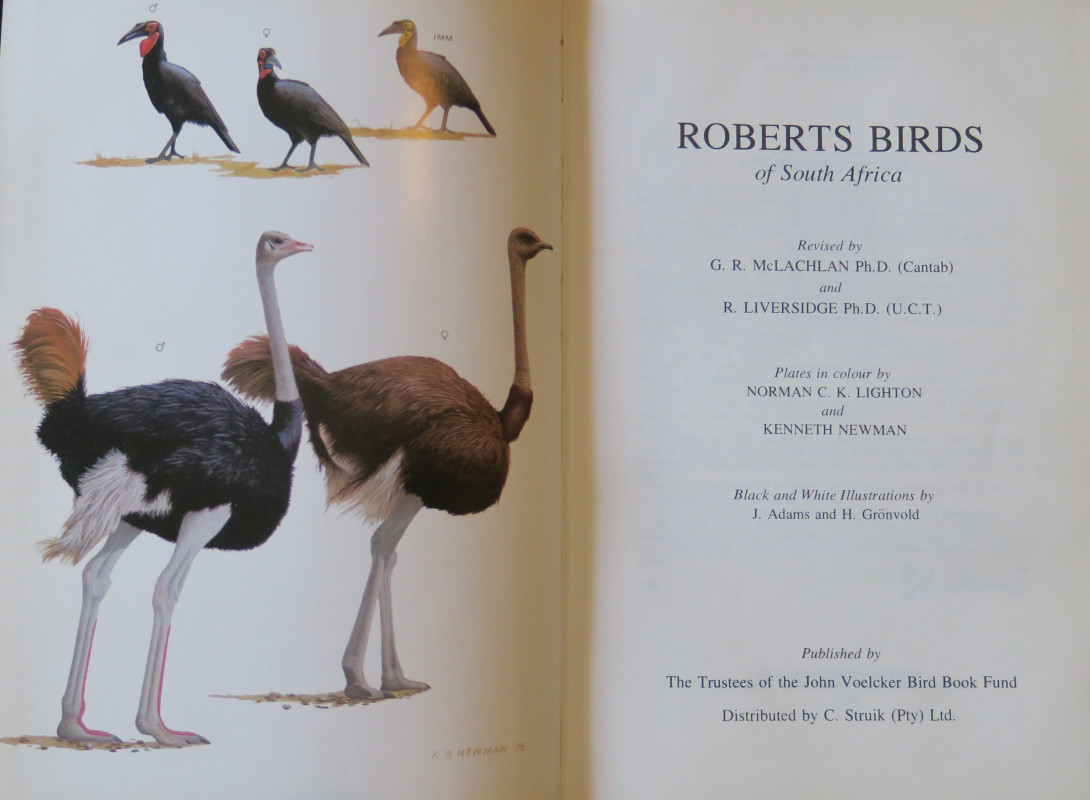 ♂
♀
IMM
♂
♀
K B NEWMAN '78
ROBERTS BIRDS
of South Africa
Revised by
G. R. McLACHLAN Ph.D. (Cantab)
and
R. LIVERSIDGE Ph.D. (U.C.T.)
Plates in colour by
NORMAN C. K. LIGHTON
and
KENNETH NEWMAN
Black and White Illustrations by
J. Adams and H. Grönvold
Published by
The Trustees of the John Voelcker Bird Book Fund
Distributed by C. Struik (Pty) Ltd.